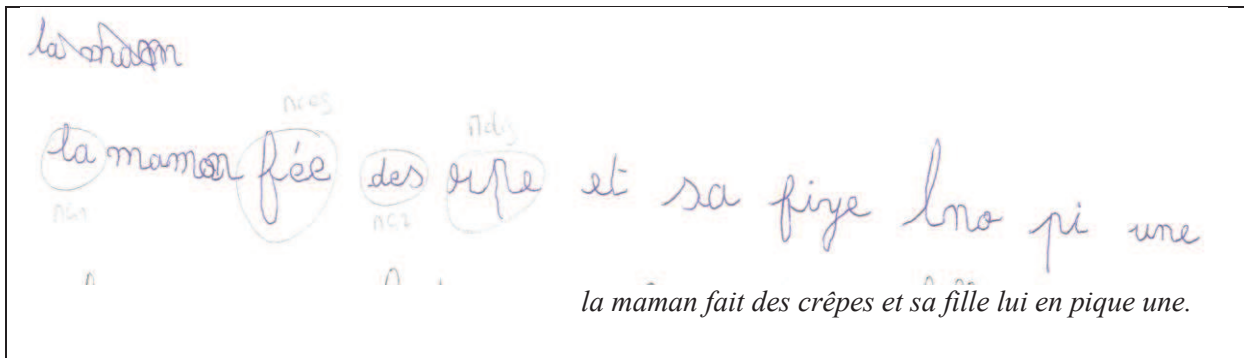 la
la maman fée des crpe et sa fiye lno pi une
la maman fait des crêpes et sa fille lui en pique une.